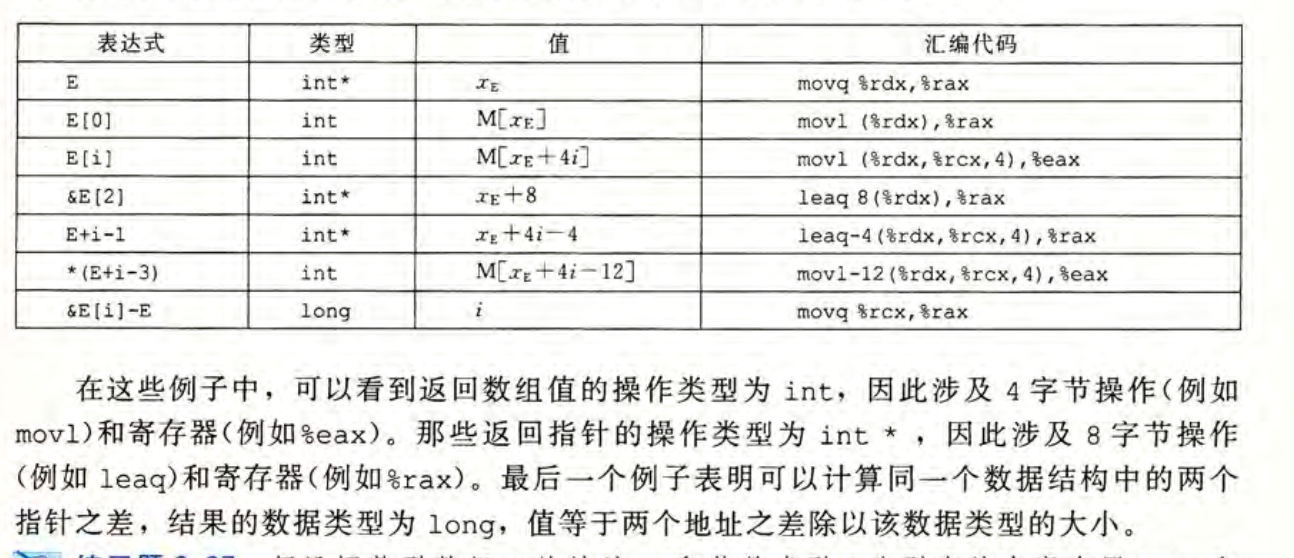 表达式 类型 值 汇编代码
E int* xE movq %rdx,%rax
E[0] int M[xE] movl (%rdx),%rax
E[i] int M[xE+4i] movl (%rdx,%rcx,4),%eax
&E[2] int* xE+8 leaq 8(%rdx),%rax
E+i-1 int* xE+4i-4 leaq-4(%rdx,%rcx,4),%rax
*(E+i-3) int M[xE+4i-12] movl-12(%rdx,%rcx,4),%eax
&E[i]-E long i movq %rcx,%rax
在这些例子中，可以看到返回数组值的操作类型为 int，因此涉及 4 字节操作(例如
movl)和寄存器(例如%eax)。那些返回指针的操作类型为 int *，因此涉及 8 字节操作
(例如 leaq)和寄存器(例如%rax)。最后一个例子表明可以计算同一个数据结构中的两个
指针之差，结果的数据类型为 long，值等于两个地址之差除以该数据类型的大小。